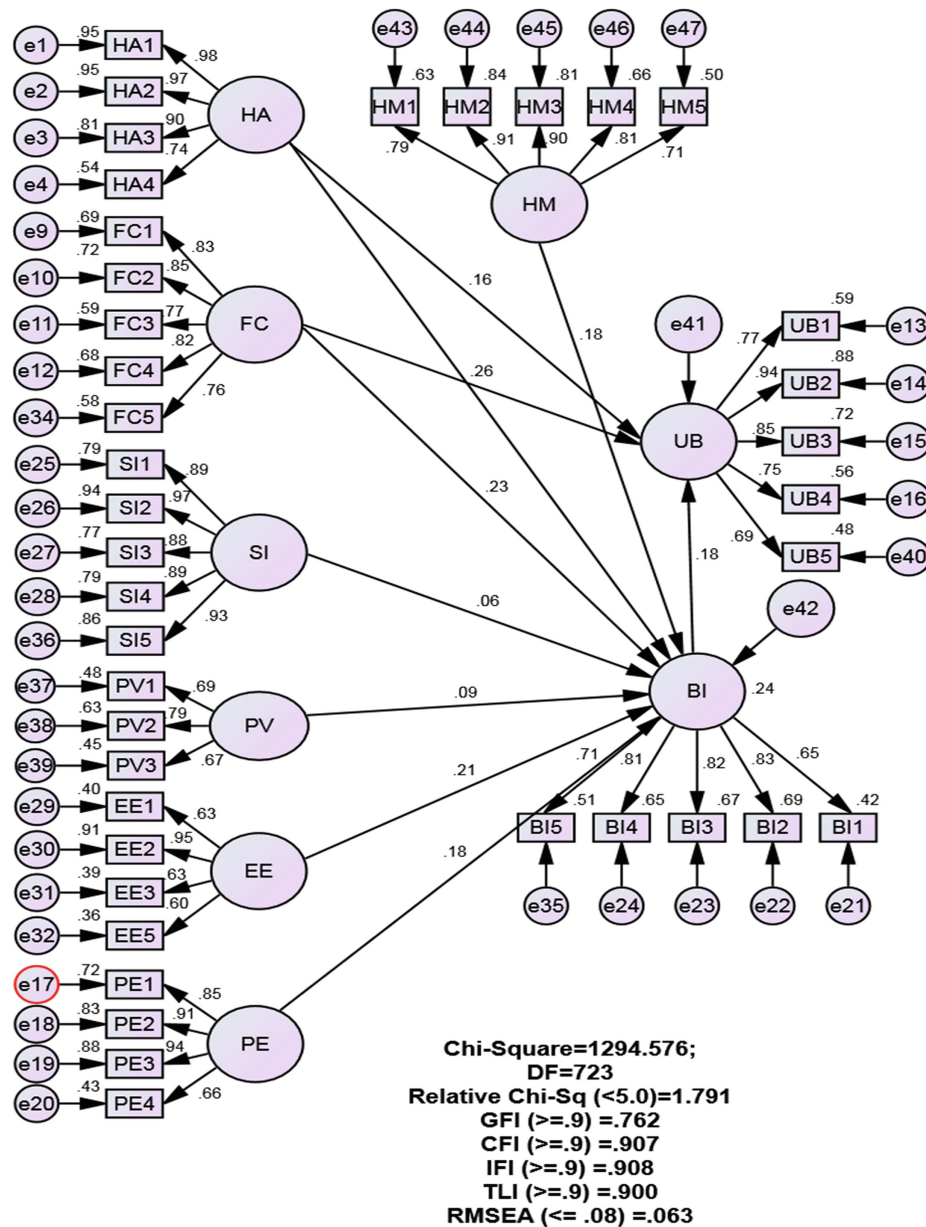 e1 .95 HA1 .98
e2 .95 HA2 .97
e3 .81 HA3 .90
e4 .54 HA4 .74
HA
e43 e44 e45 e46 e47
.63 .84 .81 .66 .50
HM1 HM2 HM3 HM4 HM5
.79 .91 .90 .81 .71
HM
e9 .69 FC1 .83
e10 .72 FC2 .85
e11 .59 FC3 .77
e12 .68 FC4 .82
e34 .58 FC5 .76
FC
.16
.18
.26
.23
e41
UB
.77 UB1 .59 e13
.94 UB2 .88 e14
.85 UB3 .72 e15
.75 UB4 .56 e16
.69 UB5 .48 e40
.18
e25 .79 SI1 .89
e26 .94 SI2 .97
e27 .77 SI3 .88
e28 .79 SI4 .89
e36 .86 SI5 .93
SI
.06
e42
BI .24
e37 .48 PV1 .69
e38 .63 PV2 .79
e39 .45 PV3 .67
PV
.09
.71 .81 .82 .83 .65
.51 .65 .67 .69 .42
BI5 BI4 BI3 BI2 BI1
e35 e24 e23 e22 e21
e29 .40 EE1 .63
e30 .91 EE2 .95
e31 .39 EE3 .63
e32 .36 EE5 .60
EE
.21
.18
e17 .72 PE1 .85
e18 .83 PE2 .91
e19 .88 PE3 .94
e20 .43 PE4 .66
PE
Chi-Square=1294.576;
DF=723
Relative Chi-Sq (<5.0)=1.791
GFI (>=.9) =.762
CFI (>=.9) =.907
IFI (>=.9) =.908
TLI (>=.9) =.900
RMSEA (<= .08) =.063